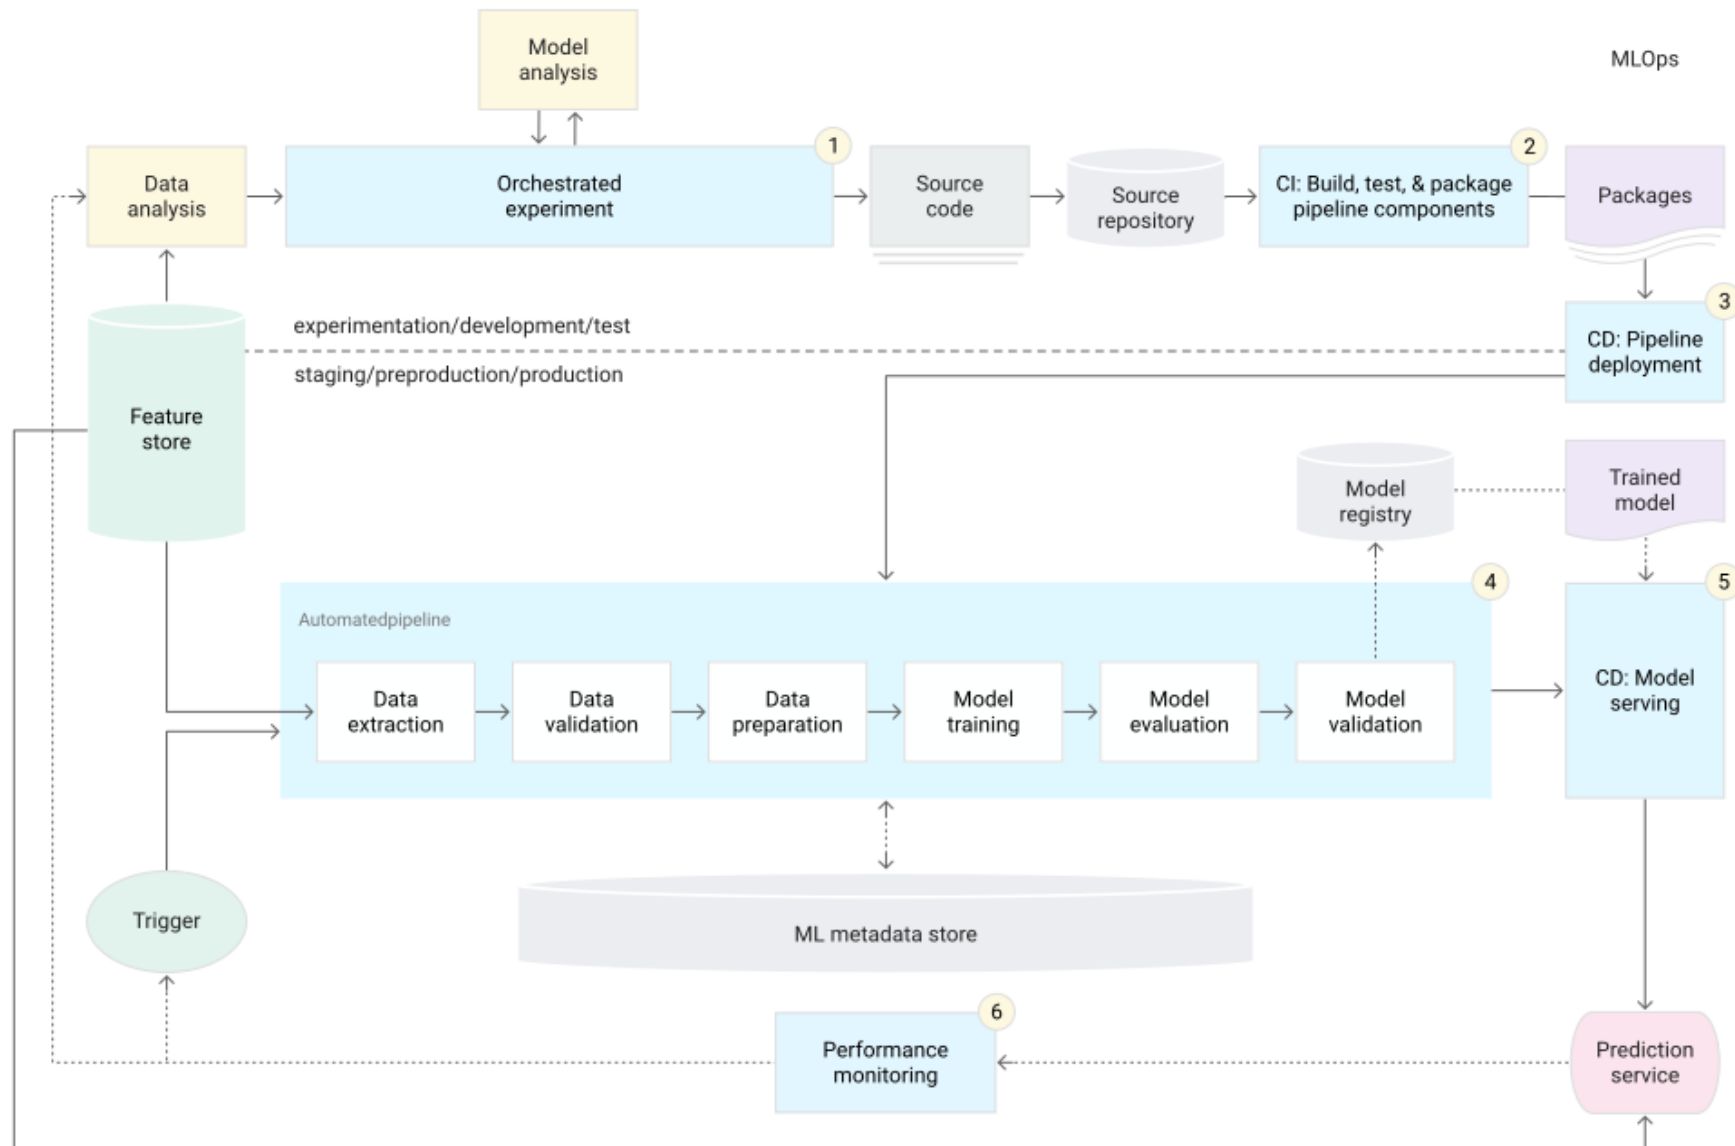 Model
analysis
MLOps
Data
analysis
Orchestrated
experiment
1
Source
code
Source
repository
CI: Build, test, & package
pipeline components
2
Packages
experimentation/development/test
staging/preproduction/production
3
CD: Pipeline
deployment
Feature
store
Model
registry
Trained
model
4
5
Automatedpipeline
Data
extraction
Data
validation
Data
preparation
Model
training
Model
evaluation
Model
validation
CD: Model
serving
Trigger
ML metadata store
6
Performance
monitoring
Prediction
service